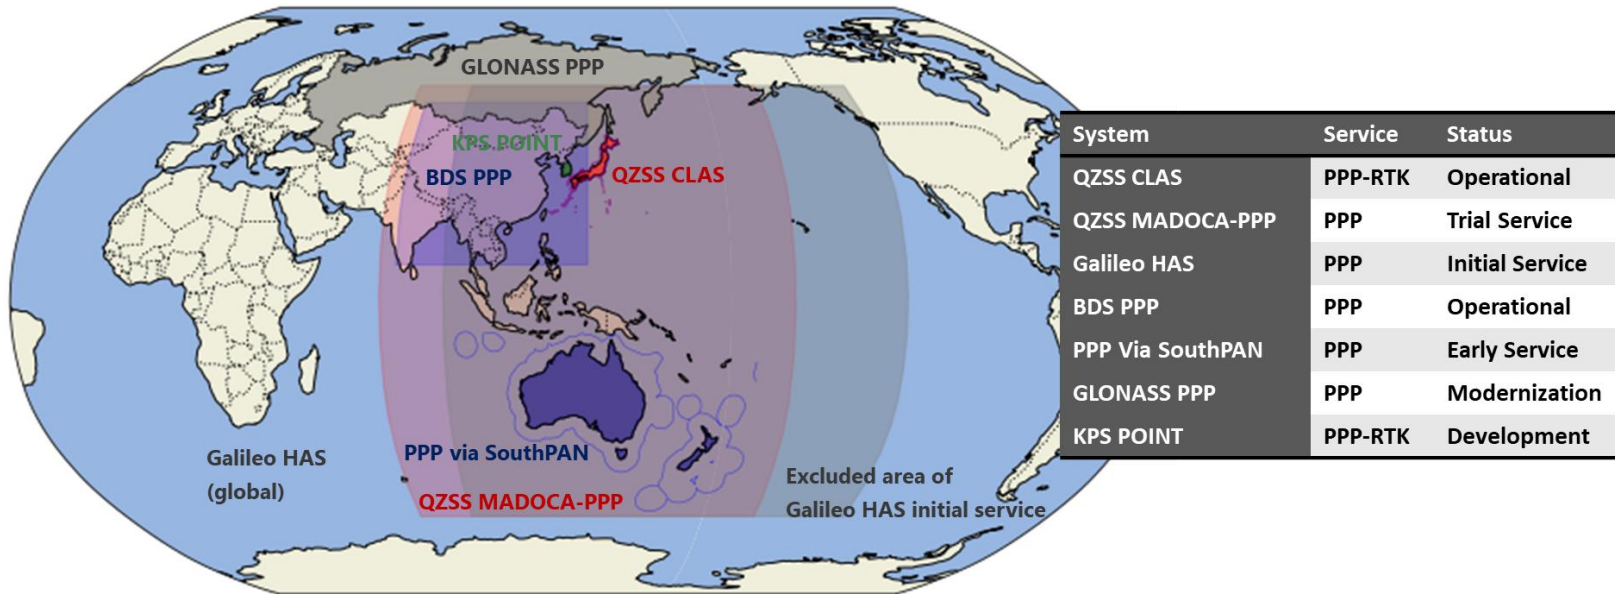 GLONASS PPP
KPS POINT
BDS PPP
QZSS CLAS
Galileo HAS
(global)
PPP via SouthPAN
QZSS MADOCA-PPP
Excluded area of
Galileo HAS initial service
System Service Status
QZSS CLAS PPP-RTK Operational
QZSS MADOCA-PPP PPP Trial Service
Galileo HAS PPP Initial Service
BDS PPP PPP Operational
PPP Via SouthPAN PPP Early Service
GLONASS PPP PPP Modernization
KPS POINT PPP-RTK Development